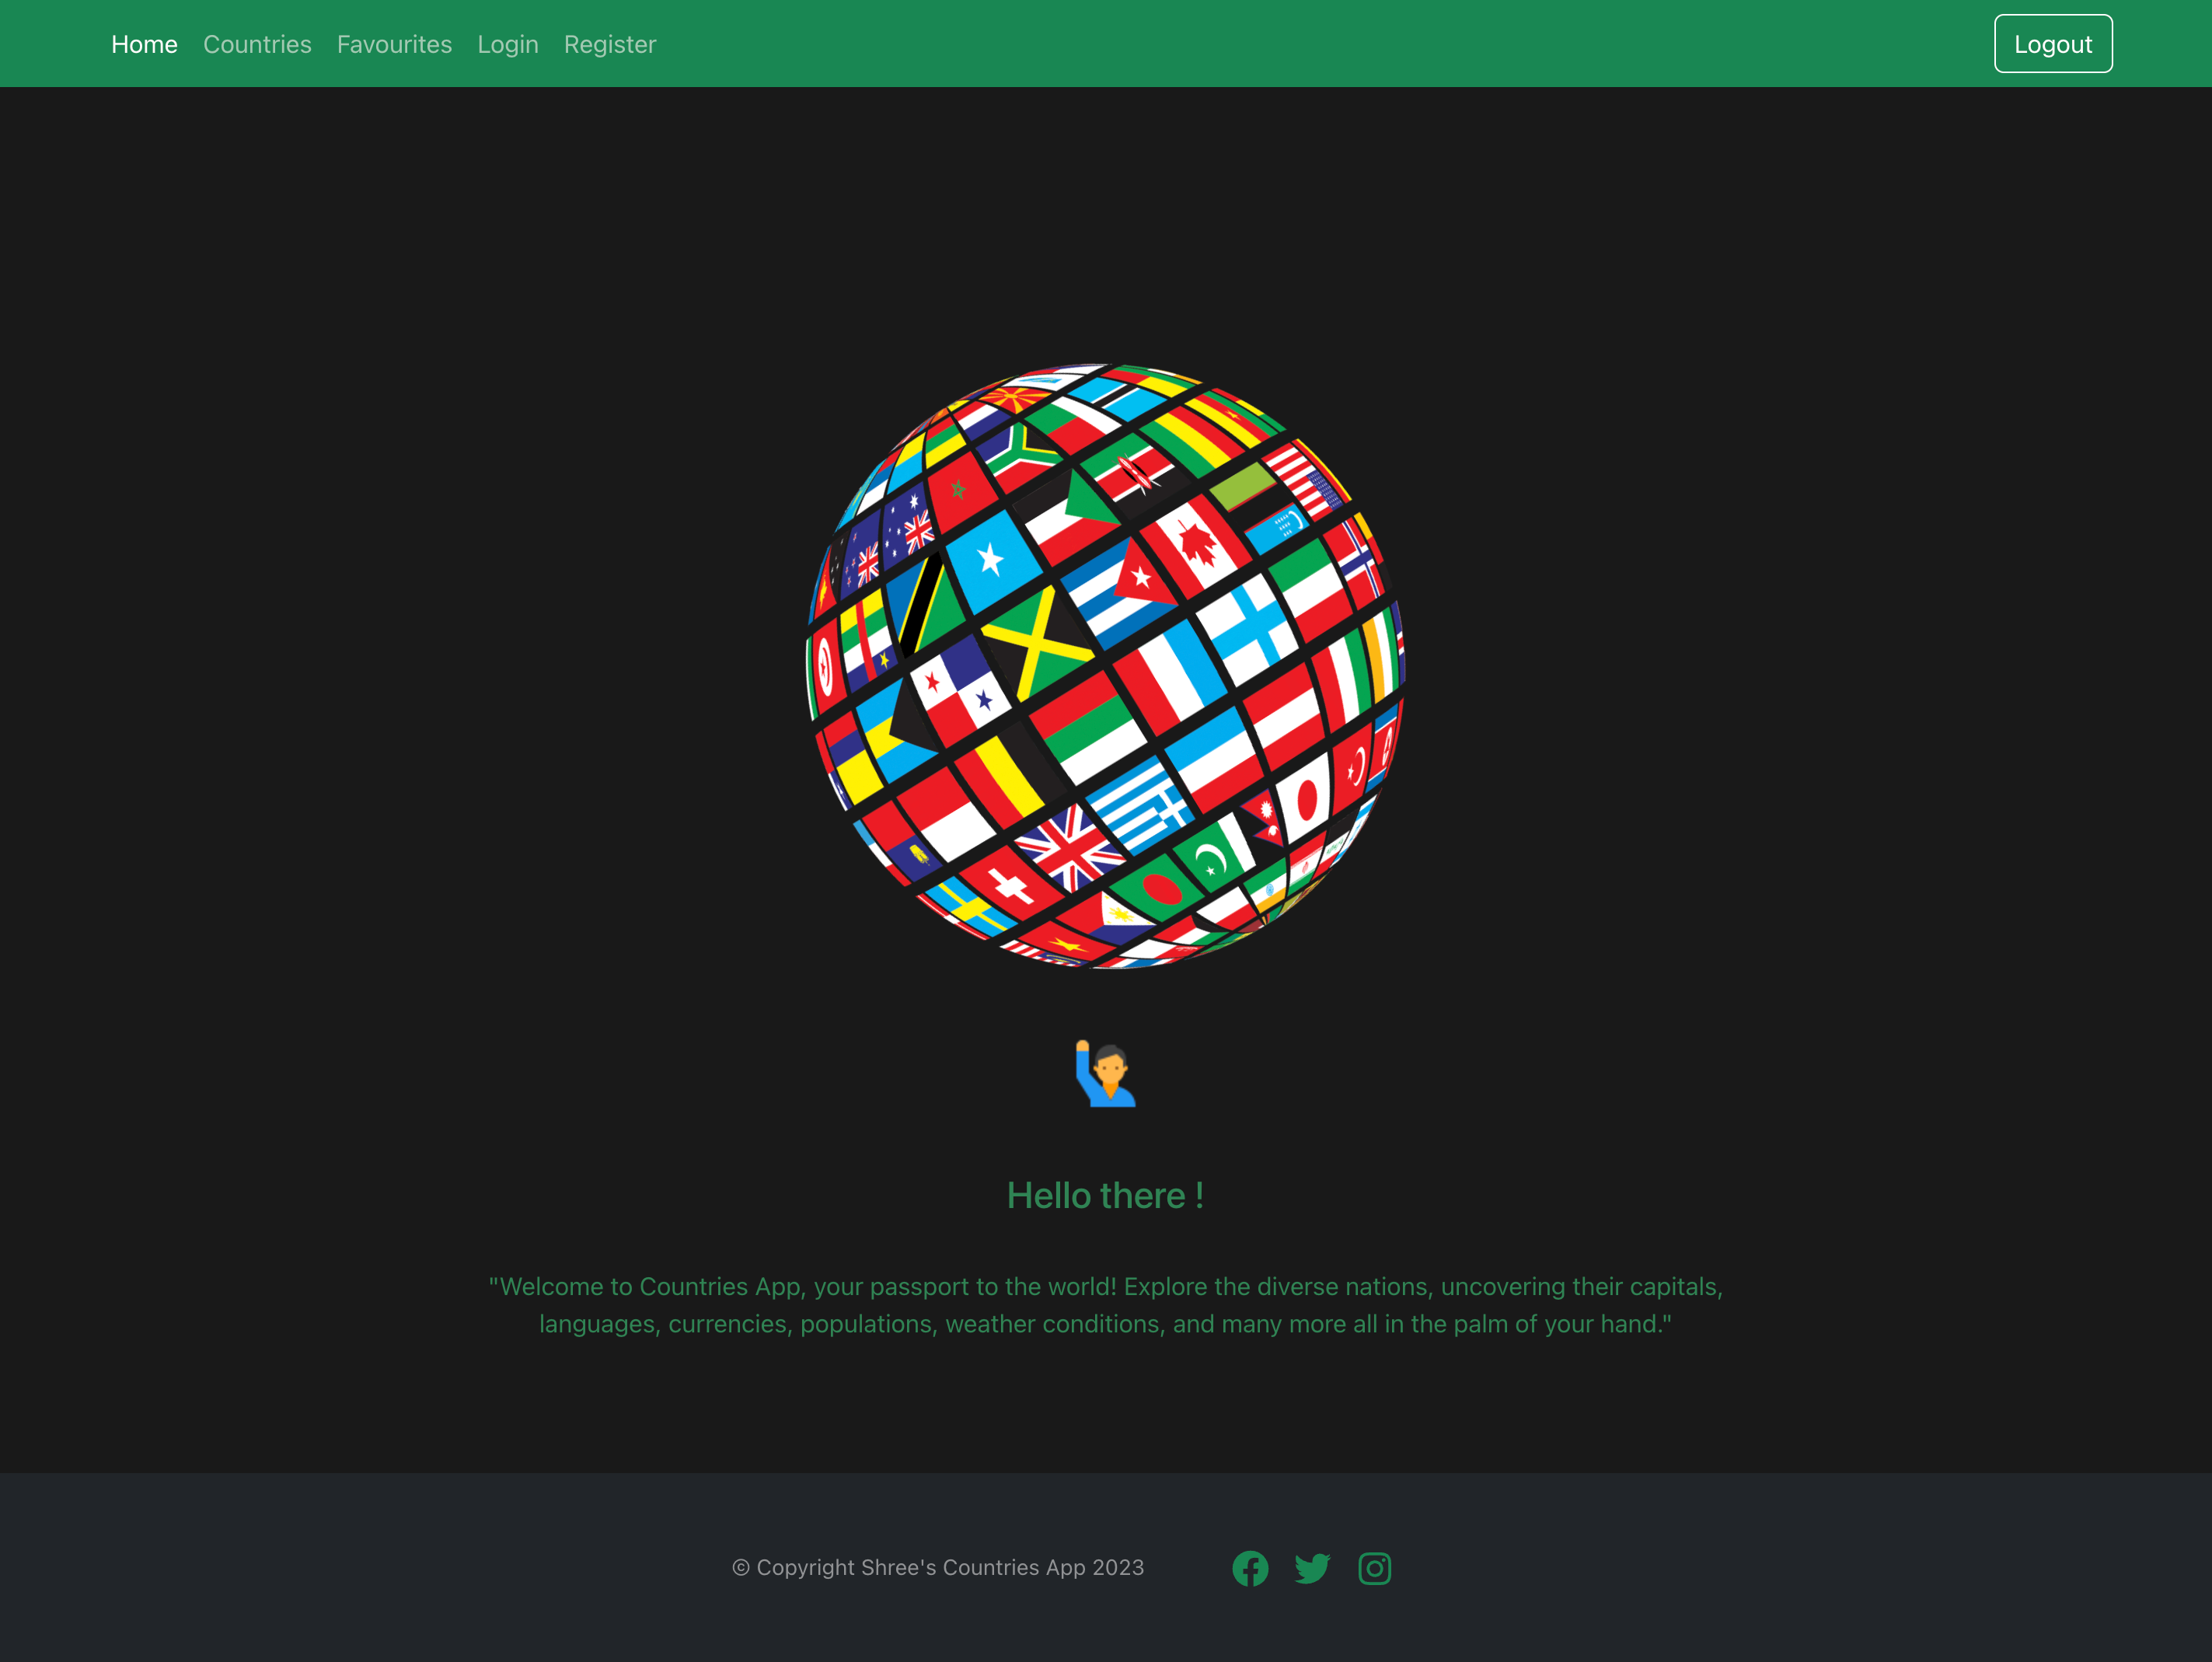 Home Countries Favourites Login Register Logout
Hello there !
"Welcome to Countries App, your passport to the world! Explore the diverse nations, uncovering their capitals,
languages, currencies, populations, weather conditions, and many more all in the palm of your hand."
© Copyright Shree's Countries App 2023